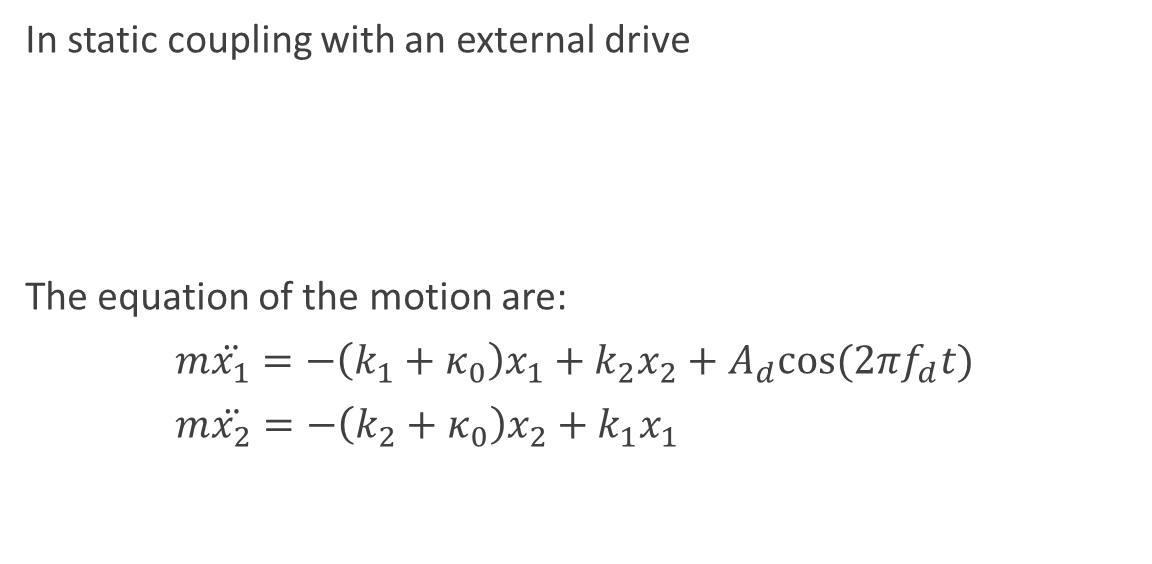 In static coupling with an external drive
The equation of the motion are:
mẍ₁ = −(k₁ + κ₀)x₁ + k₂x₂ + A_d cos(2πf_d t)
mẍ₂ = −(k₂ + κ₀)x₂ + k₁x₁